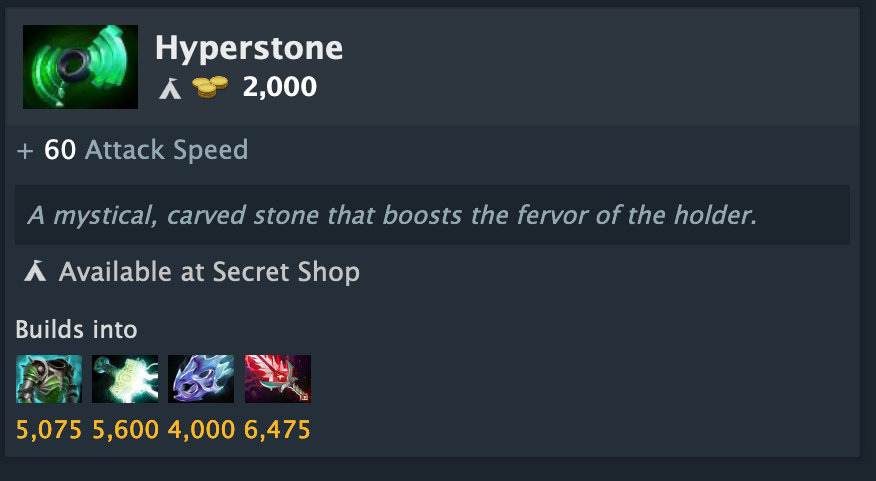 Hyperstone
2,000
+ 60 Attack Speed
A mystical, carved stone that boosts the fervor of the holder.
Available at Secret Shop
Builds into
5,075 5,600 4,000 6,475